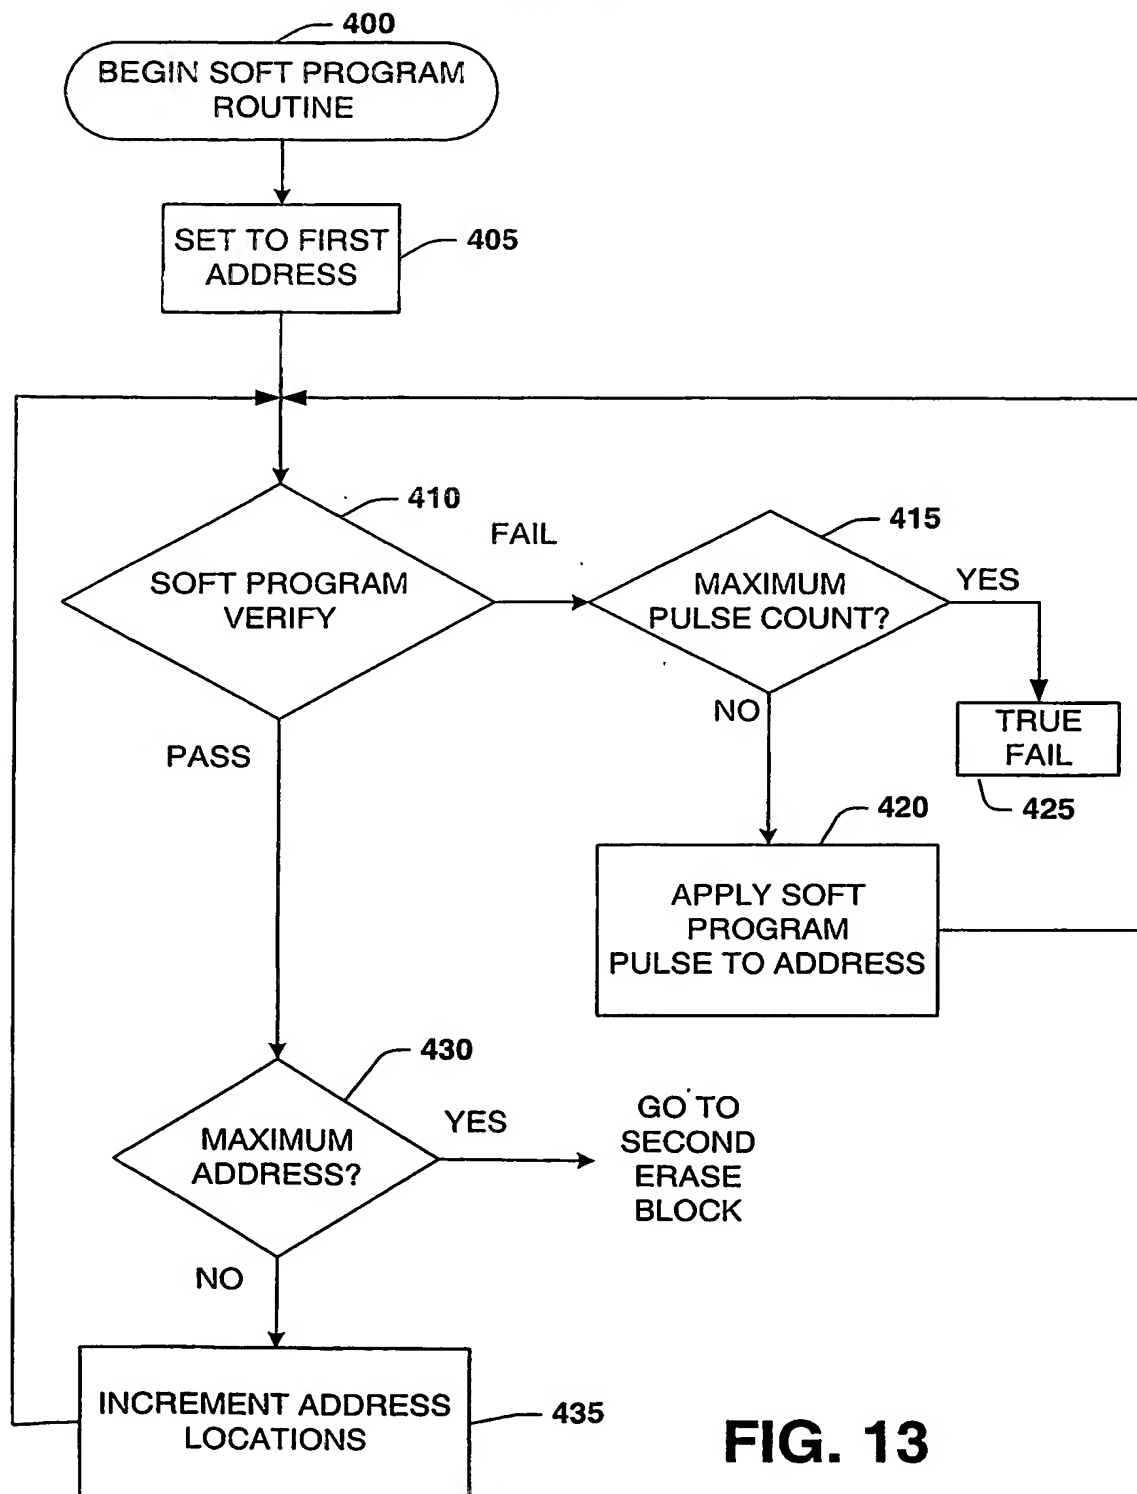 400
BEGIN SOFT PROGRAM
ROUTINE
SET TO FIRST
ADDRESS
405
410
SOFT PROGRAM
VERIFY
FAIL
415
MAXIMUM
PULSE COUNT?
YES
NO
TRUE
FAIL
425
PASS
420
APPLY SOFT
PROGRAM
PULSE TO ADDRESS
430
MAXIMUM
ADDRESS?
YES
GO TO
SECOND
ERASE
BLOCK
NO
INCREMENT ADDRESS
LOCATIONS
435
FIG. 13